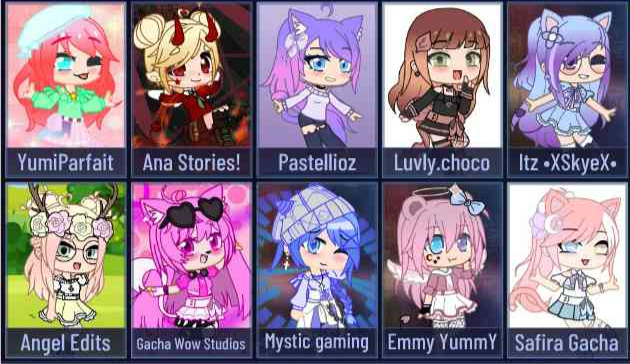 YumiParfait
Ana Stories!
Pastellioz
Luvly.choco
Itz •XSkyeX•
Angel Edits
Gacha Wow Studios
Mystic gaming
Emmy YummY
Safira Gacha